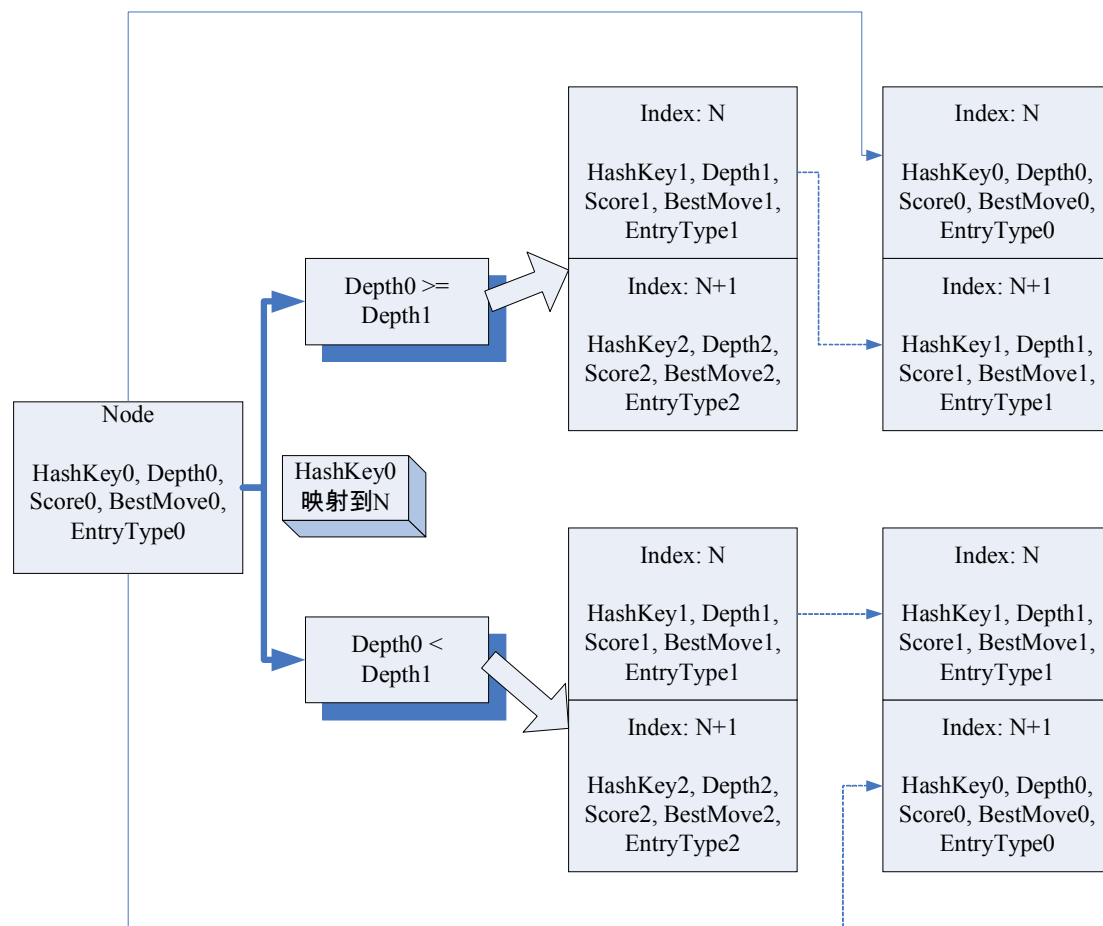 Node
HashKey0, Depth0,
Score0, BestMove0,
EntryType0
HashKey0
映射到N
Depth0 >=
Depth1
Index: N
HashKey1, Depth1,
Score1, BestMove1,
EntryType1
Index: N+1
HashKey2, Depth2,
Score2, BestMove2,
EntryType2
Index: N
HashKey0, Depth0,
Score0, BestMove0,
EntryType0
Index: N+1
HashKey1, Depth1,
Score1, BestMove1,
EntryType1
Depth0 <
Depth1
Index: N
HashKey1, Depth1,
Score1, BestMove1,
EntryType1
Index: N+1
HashKey2, Depth2,
Score2, BestMove2,
EntryType2
Index: N
HashKey1, Depth1,
Score1, BestMove1,
EntryType1
Index: N+1
HashKey0, Depth0,
Score0, BestMove0,
EntryType0